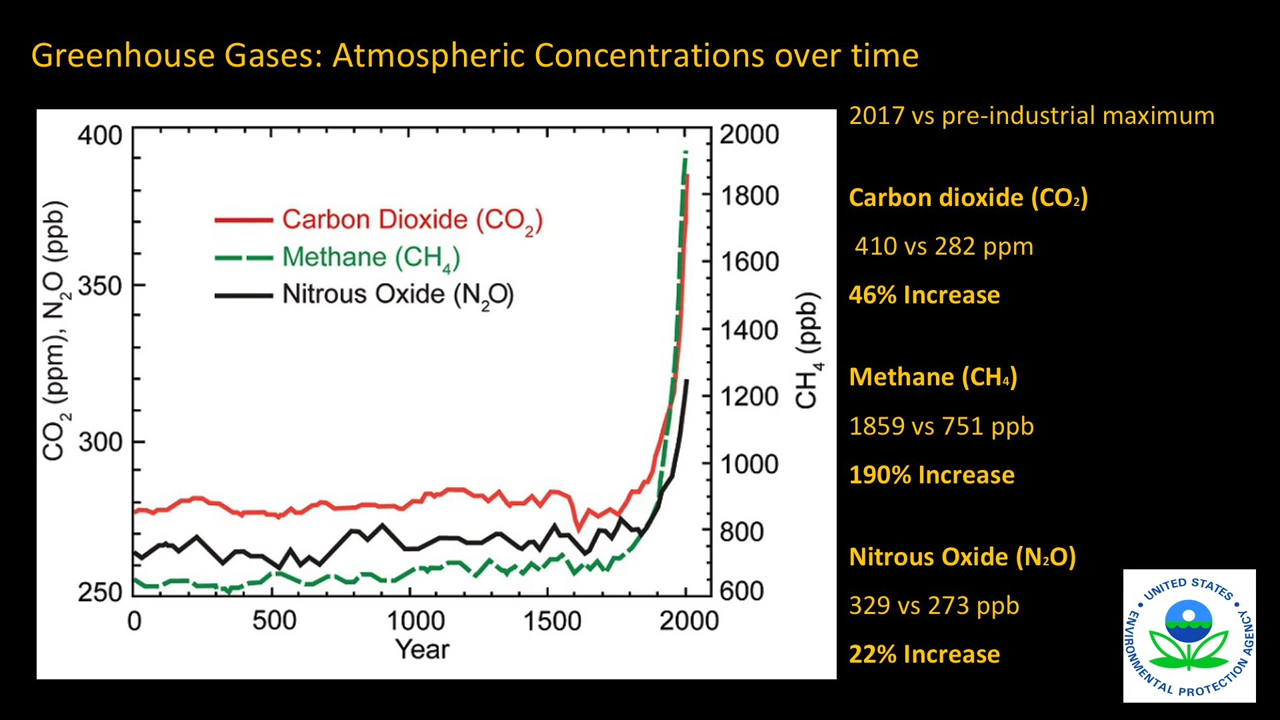 Greenhouse Gases: Atmospheric Concentrations over time
400
350
300
250
CO₂ (ppm), N₂O (ppb)
Carbon Dioxide (CO₂)
Methane (CH₄)
Nitrous Oxide (N₂O)
2000
1800
1600
1400
1200
1000
800
600
CH₄ (ppb)
0 500 1000 1500 2000
Year
2017 vs pre-industrial maximum
Carbon dioxide (CO₂)
410 vs 282 ppm
46% Increase
Methane (CH₄)
1859 vs 751 ppb
190% Increase
Nitrous Oxide (N₂O)
329 vs 273 ppb
22% Increase
UNITED STATES
ENVIRONMENTAL PROTECTION AGENCY